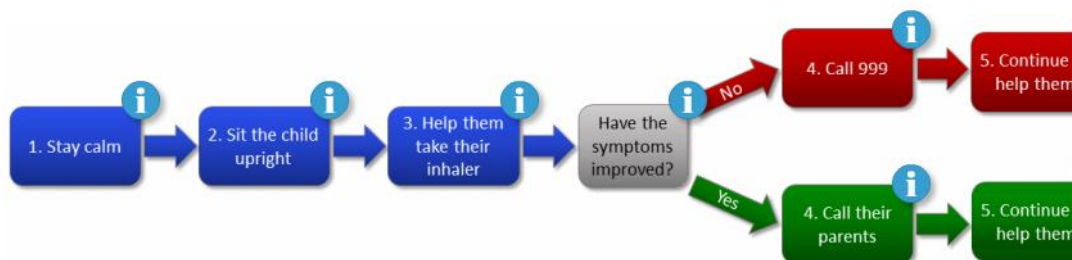 1. Stay calm
2. Sit the child
upright
3. Help them
take their
inhaler
Have the
symptoms
improved?
No
4. Call 999
5. Continue
help them
Yes
4. Call their
parents
5. Continue
help them
i
i
i
i
i
i